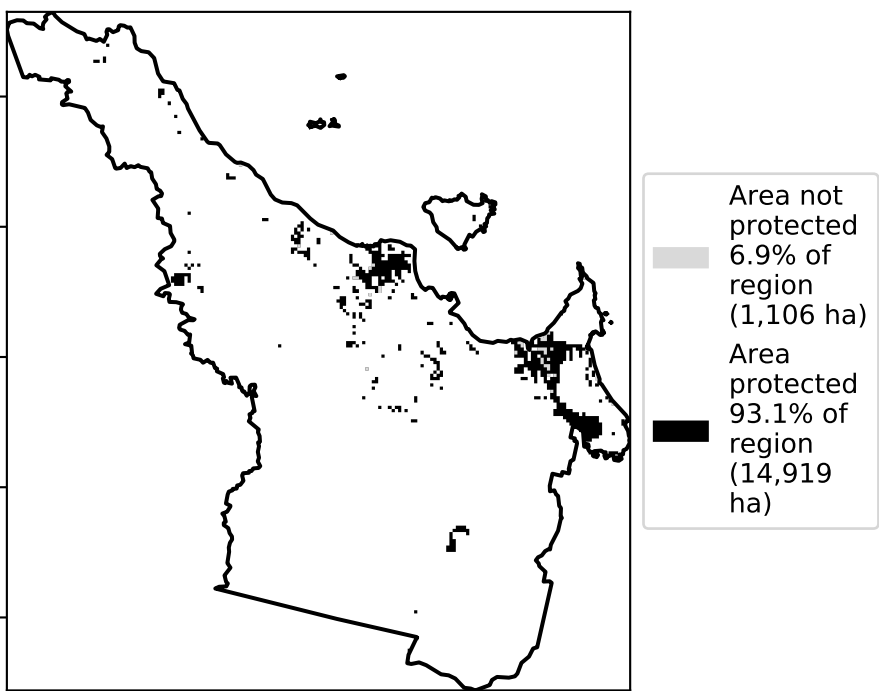 Area not
protected
6.9% of
region
(1,106 ha)
Area
protected
93.1% of
region
(14,919
ha)